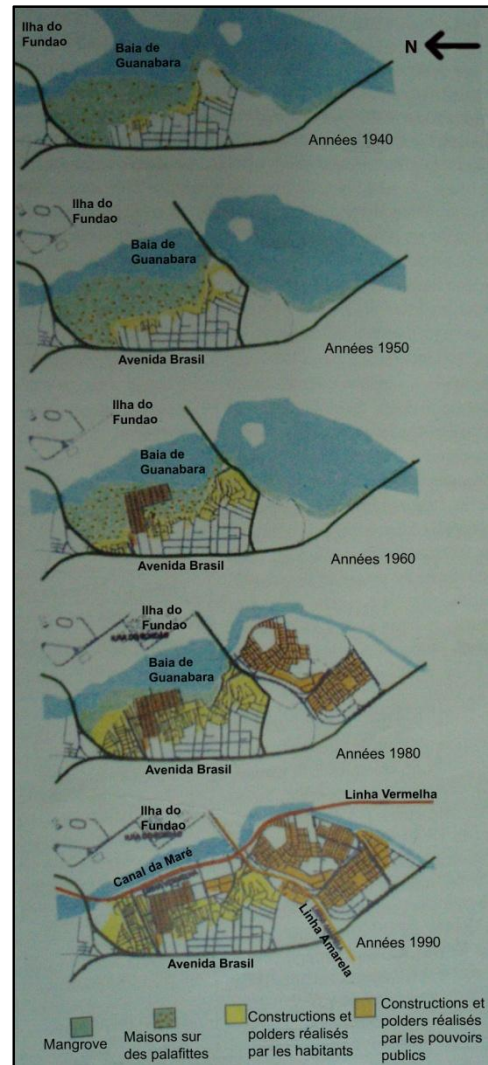 Ilha do
Fundao
Baia de
Guanabara
N
Années 1940
Ilha do
Fundao
Baia de
Guanabara
Années 1950
Avenida Brasil
Ilha do
Fundao
Baia de
Guanabara
Années 1960
Avenida Brasil
Ilha do
Fundao
Baia de
Guanabara
Années 1980
Avenida Brasil
Linha Vermelha
Ilha do
Fundao
Canal da Maré
Linha Amarela
Années 1990
Avenida Brasil
Mangrove
Maisons sur
des palafittes
Constructions et
polders réalisés
par les habitants
Constructions et
polders réalisés
par les pouvoirs
publics